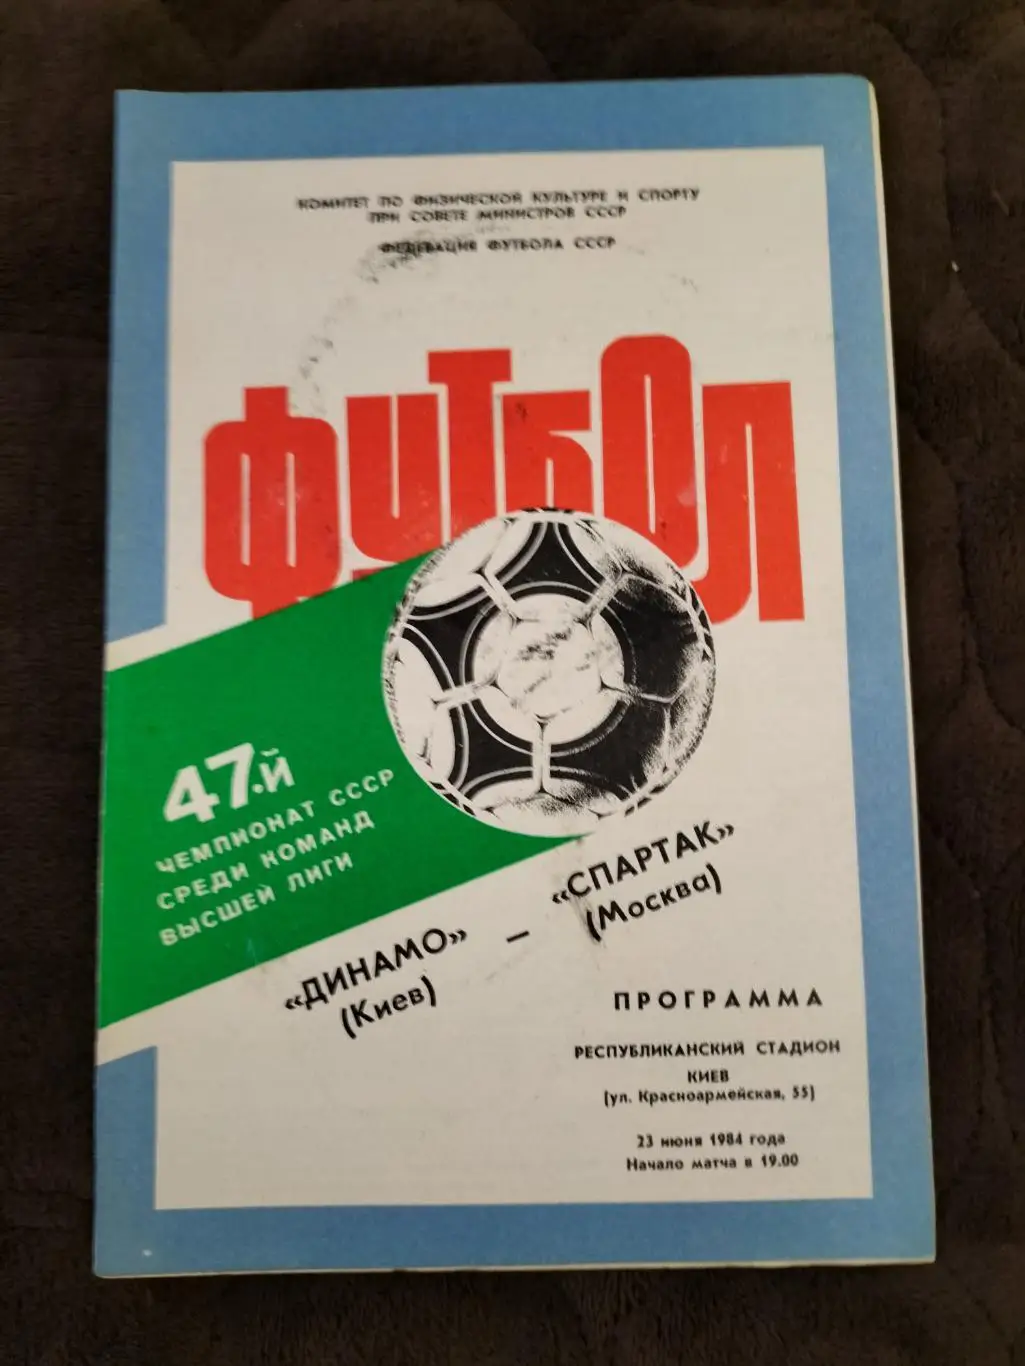 КОМИТЕТ ПО ФИЗИЧЕСКОЙ КУЛЬТУРЕ И СПОРТУ
ПРИ СОВЕТЕ МИНИСТРОВ СССР
ФЕДЕРАЦИЯ ФУТБОЛА СССР
ФУТБОЛ
47-й
ЧЕМПИОНАТ СССР
СРЕДИ КОМАНД
ВЫСШЕЙ ЛИГИ
«ДИНАМО» — «СПАРТАК»
(Киев) (Москва)
ПРОГРАММА
РЕСПУБЛИКАНСКИЙ СТАДИОН
КИЕВ
(ул. Красноармейская, 55)
23 июня 1984 года
Начало матча в 19.00